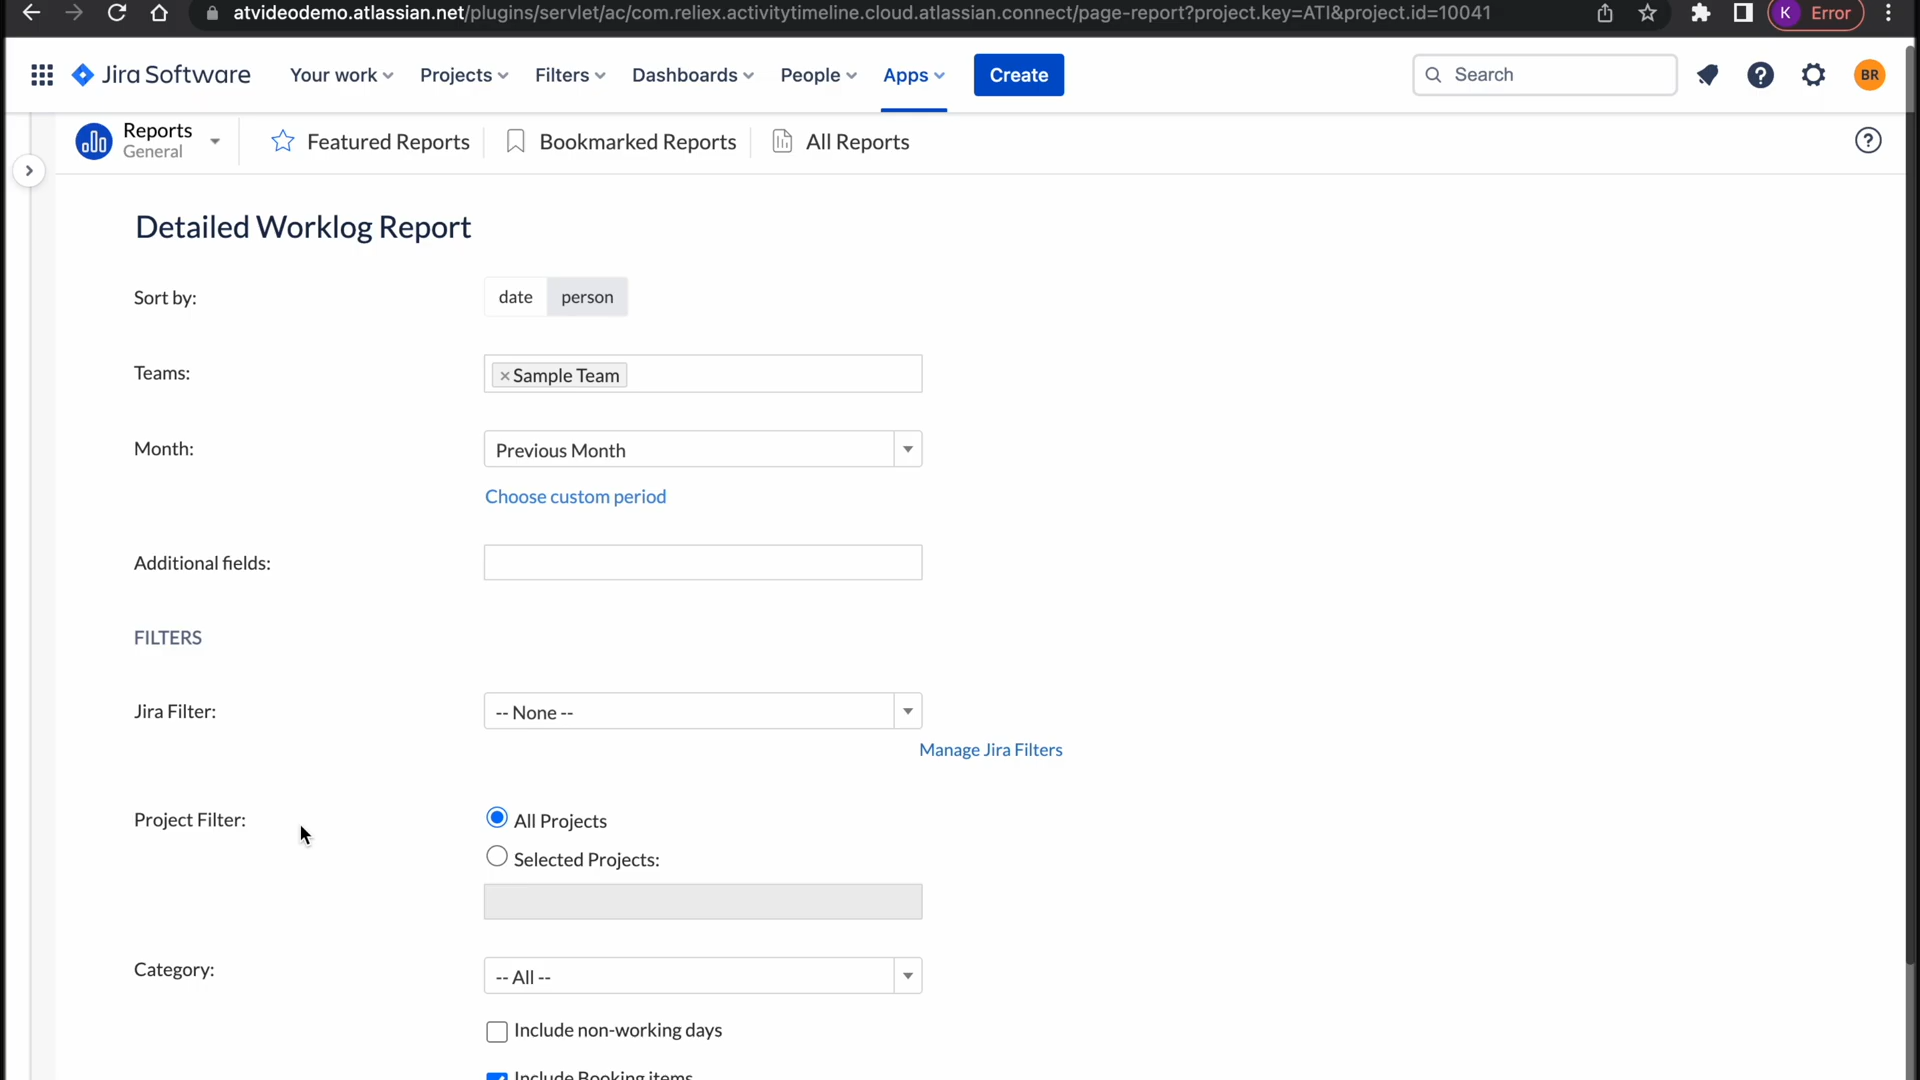 atvideodemo.atlassian.net/plugins/servlet/ac/com.reliex.activitytimeline.cloud.atlassian.connect/page-report?project.key=ATI&project.id=10041
K Error
Jira Software Your work Projects Filters Dashboards People Apps Create Search BR
Reports
General
Featured Reports Bookmarked Reports All Reports
Detailed Worklog Report
Sort by: date person
Teams: ×Sample Team
Month: Previous Month
Choose custom period
Additional fields:
FILTERS
Jira Filter: -- None --
Manage Jira Filters
Project Filter: All Projects
Selected Projects:
Category: -- All --
Include non-working days
Include Booking items